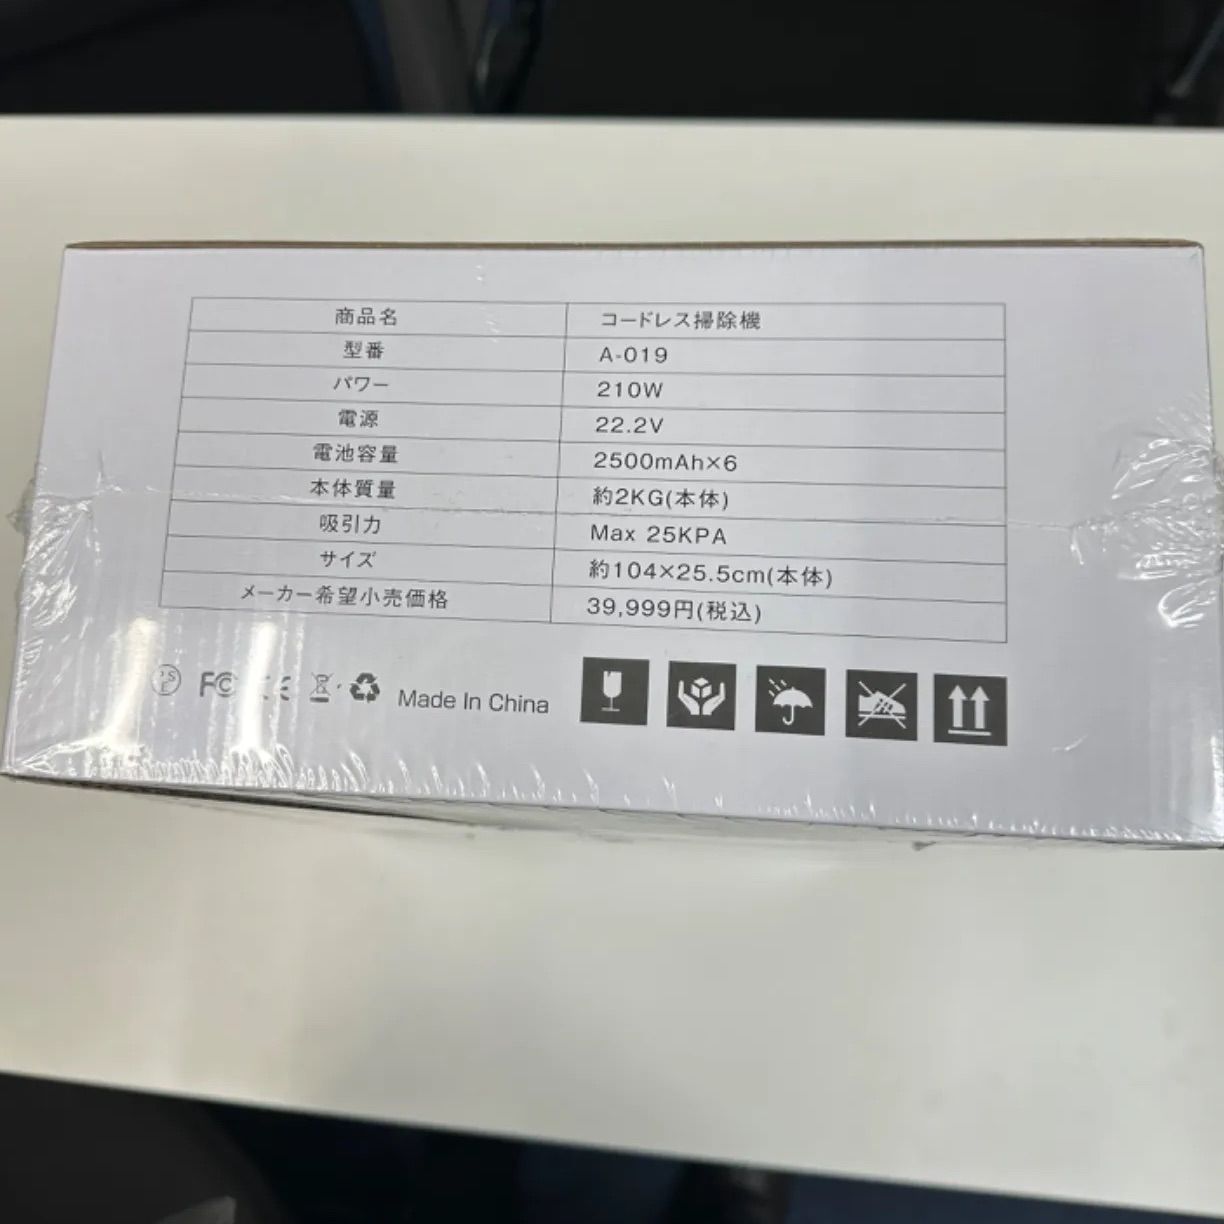 商品名 コードレス掃除機
型番 A-019
パワー 210W
電源 22.2V
電池容量 2500mAh×6
本体質量 約2KG(本体)
吸引力 Max 25KPA
サイズ 約104×25.5cm(本体)
メーカー希望小売価格 39,999円(税込)
PSE FC CE Made In China